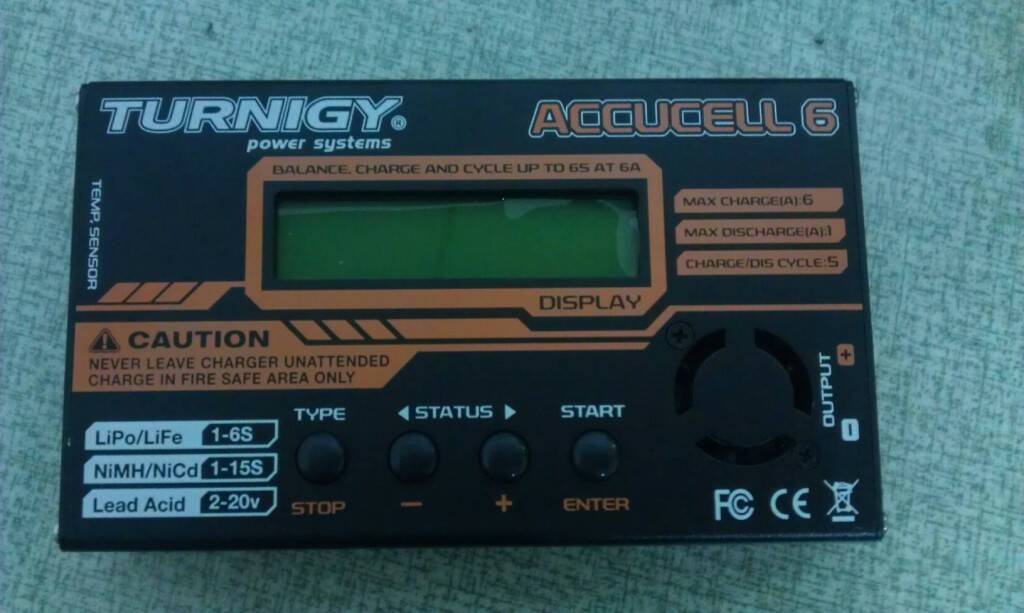 TURNIGY®
power systems
ACCUCELL 6
BALANCE, CHARGE AND CYCLE UP TO 6S AT 6A
TEMP. SENSOR
MAX CHARGE(A):6
MAX DISCHARGE(A):1
CHARGE/DIS CYCLE:5
DISPLAY
CAUTION
NEVER LEAVE CHARGER UNATTENDED
CHARGE IN FIRE SAFE AREA ONLY
OUTPUT
+
-
TYPE
◀ STATUS ▶
START
LiPo/LiFe 1-6S
NiMH/NiCd 1-15S
Lead Acid 2-20v
STOP
-
+
ENTER
FC CE